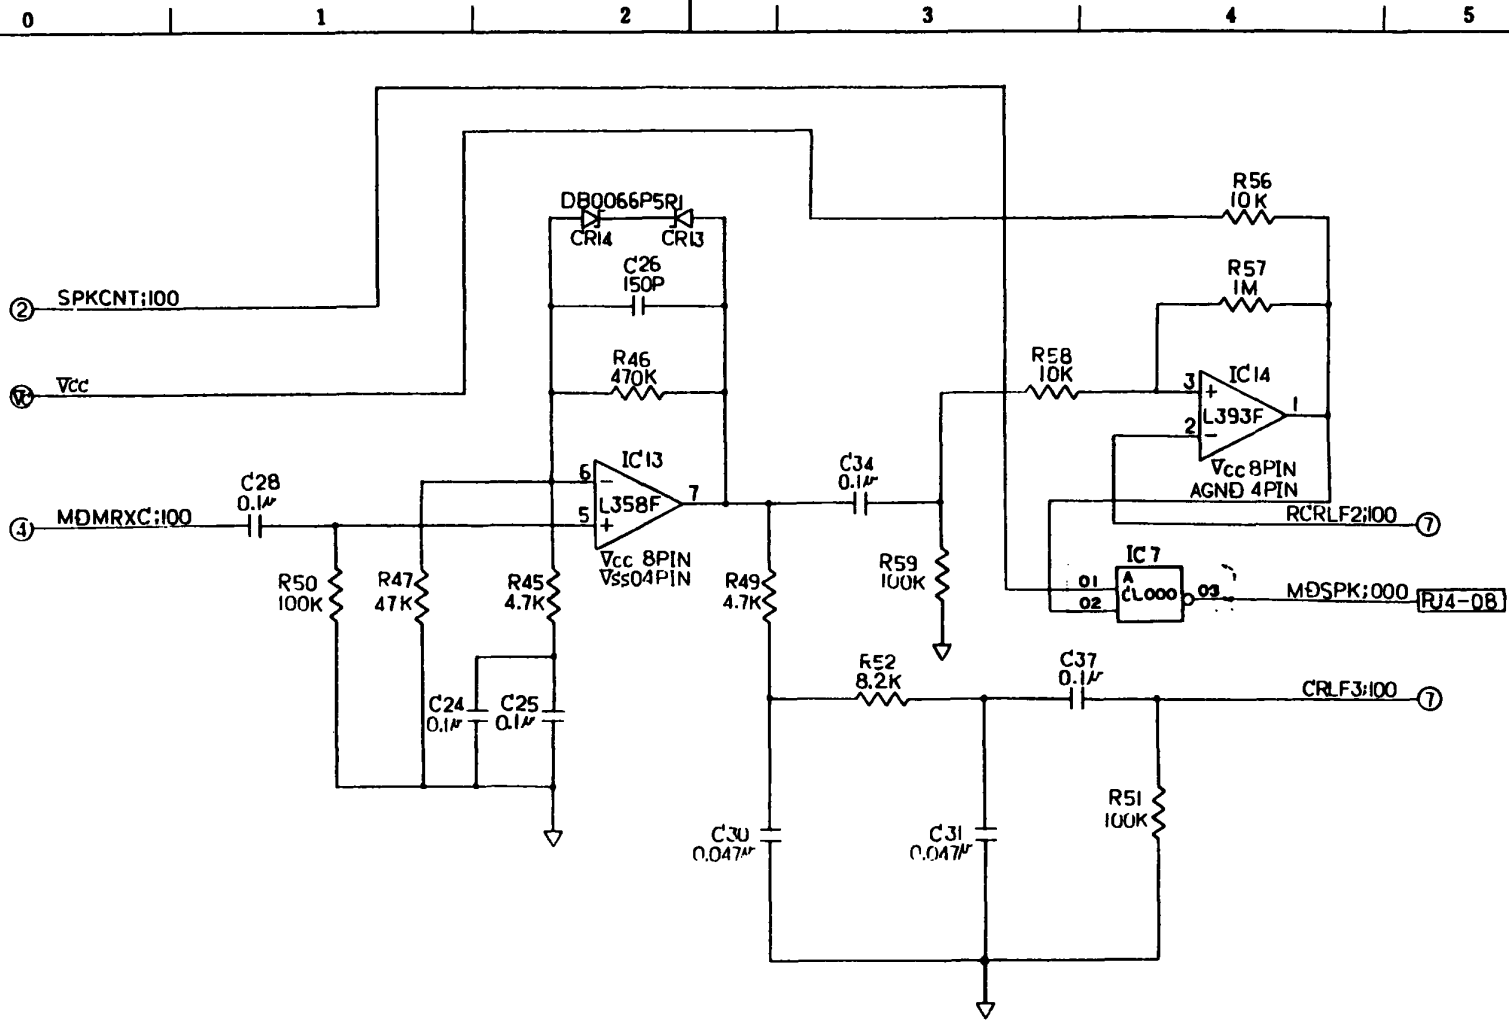 0 1 2 3 4 5
DB0066P5R1
CR14 CR13
R56
10K
C26
150P
R57
1M
② SPKCNT;100
R46
470K
R58
10K
VCC
IC14
3 +
L393F 1
2 −
VCC 8PIN
AGND 4PIN
IC13
6 −
L358F 7
5 +
VCC 8PIN
VSS04PIN
C28
0.1μ
C34
0.1μ
④ MDMRXC;100
RCRLF2;100 ⑦
R50
100K
R47
47K
R45
4.7K
R49
4.7K
R59
100K
IC7
01 A 03
CL000
02
MDSPK;000 PJ4-08
R52
8.2K
C37
0.1μ
CRLF3;100 ⑦
C24
0.1μ
C25
0.1μ
C30
0.047μ
C31
0.047μ
R51
100K